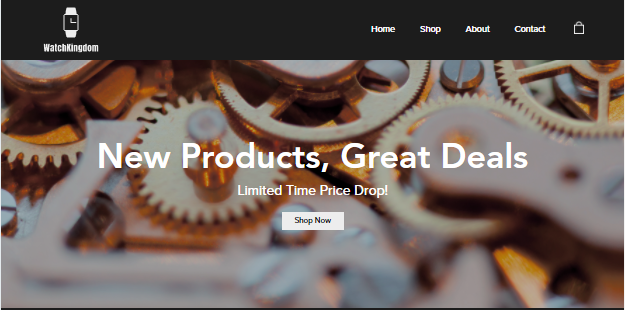 WatchKingdom
Home Shop About Contact
New Products, Great Deals
Limited Time Price Drop!
Shop Now